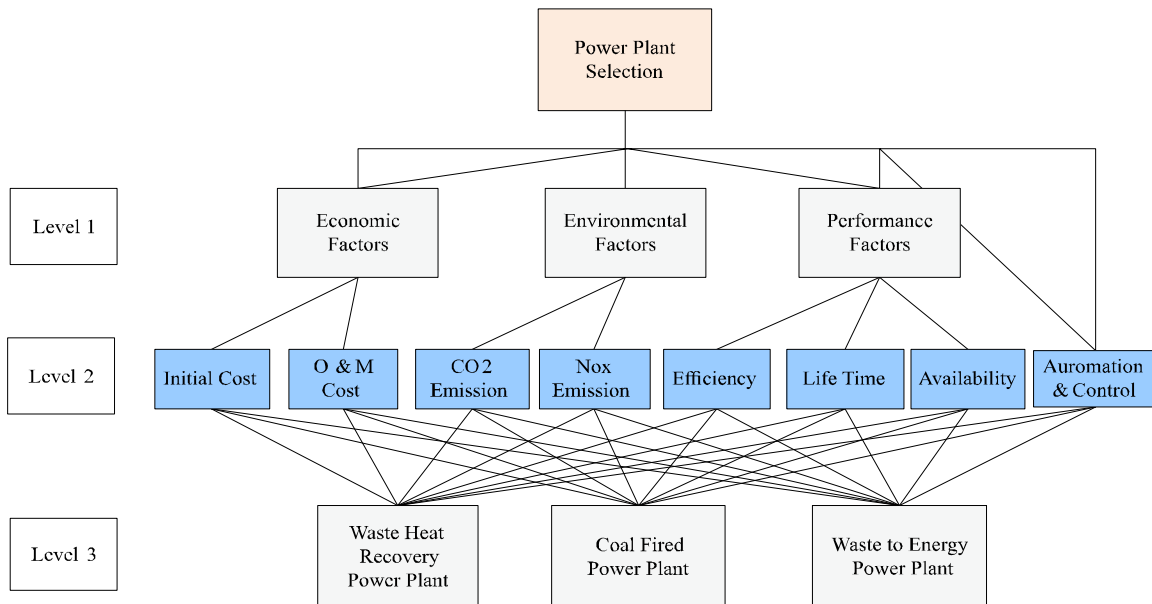 Power Plant
Selection
Level 1
Economic
Factors
Environmental
Factors
Performance
Factors
Level 2
Initial Cost
O & M
Cost
CO2
Emission
Nox
Emission
Efficiency
Life Time
Availability
Auromation
& Control
Level 3
Waste Heat
Recovery
Power Plant
Coal Fired
Power Plant
Waste to Energy
Power Plant